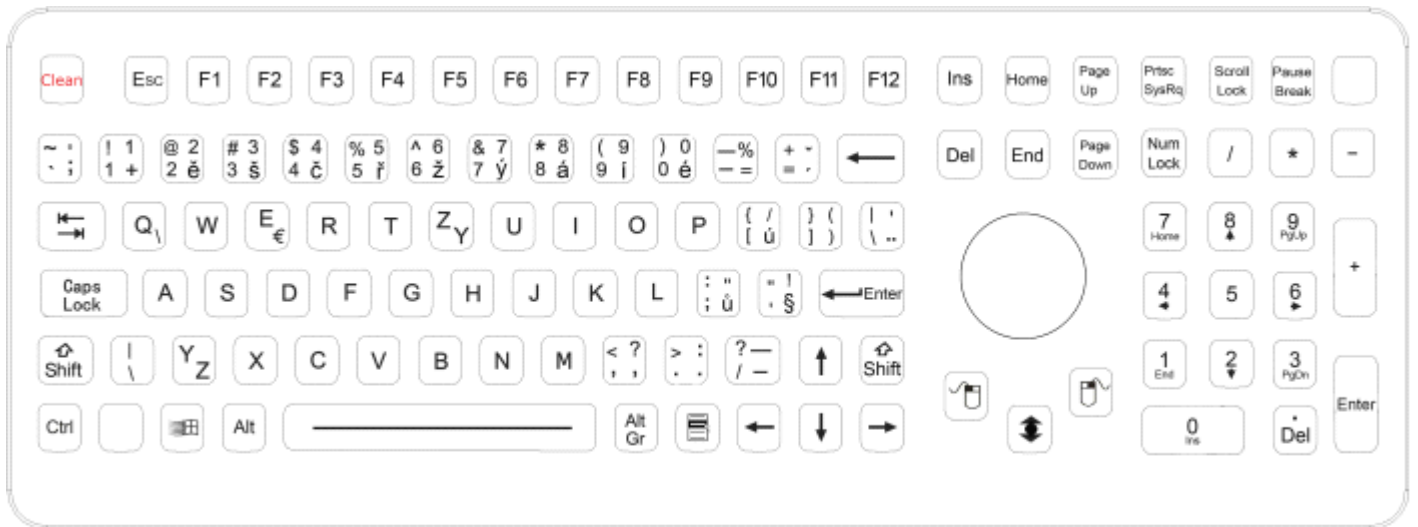 Clean Esc F1 F2 F3 F4 F5 F6 F7 F8 F9 F10 F11 F12 Ins Home Page Up Prtsc SysRq Scroll Lock Pause Break
~ ! 1 @ 2 # 3 $ 4 % 5 ^ 6 & 7 * 8 ( 9 ) 0 — % + ˇ
` ; 1 + 2 ě 3 š 4 č 5 ř 6 ž 7 ý 8 á 9 í 0 é — = = ´
Del End Page Down Num Lock / * -
Q \ W E € R T Z Y U I O P { / } ( | '
[ ú ] ) \ ¨
7 Home 8 9 PgUp
+
Caps Lock A S D F G H J K L : " " ! Enter
; ů ' §
4 5 6
Shift | \ Y Z X C V B N M < ? > : ? — Shift
, , . . / —
1 End 2 3 PgDn
Enter
Ctrl Alt Alt Gr
0 Ins . Del